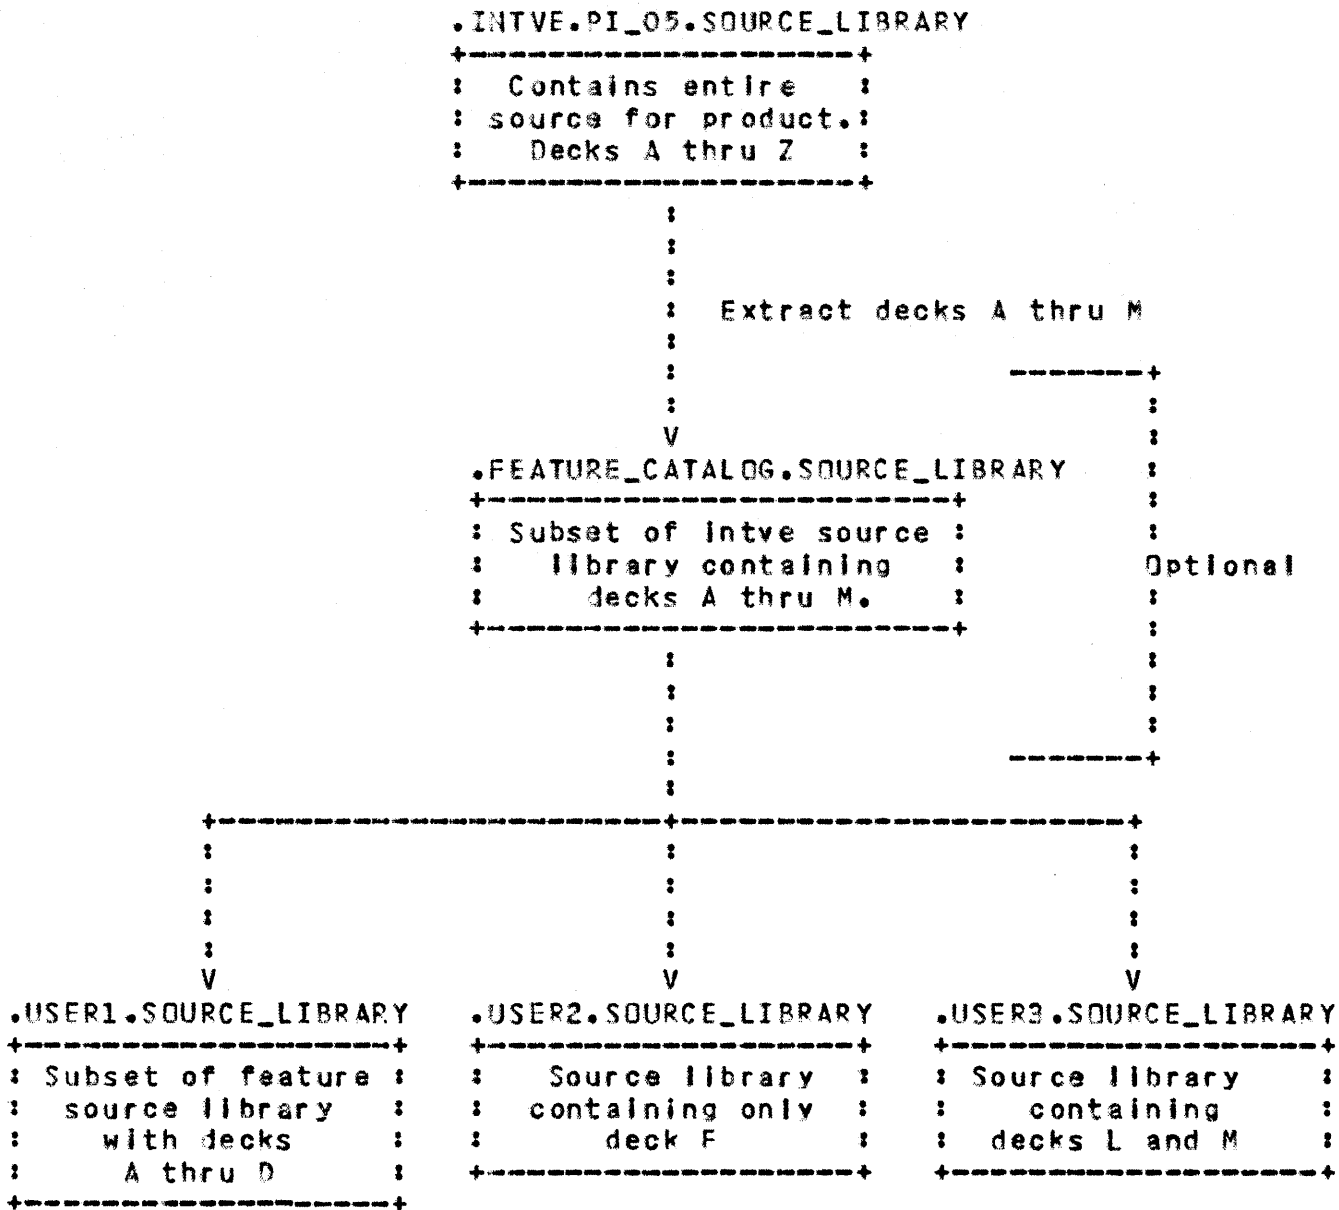 .INTVE.PI_05.SOURCE_LIBRARY
Contains entire
source for product.
Decks A thru Z
Extract decks A thru M
V
.FEATURE_CATALOG.SOURCE_LIBRARY
Subset of intve source
library containing
decks A thru M.
Optional
V V V
.USER1.SOURCE_LIBRARY .USER2.SOURCE_LIBRARY .USER3.SOURCE_LIBRARY
Subset of feature
source library
with decks
A thru D
Source library
containing only
deck F
Source library
containing
decks L and M